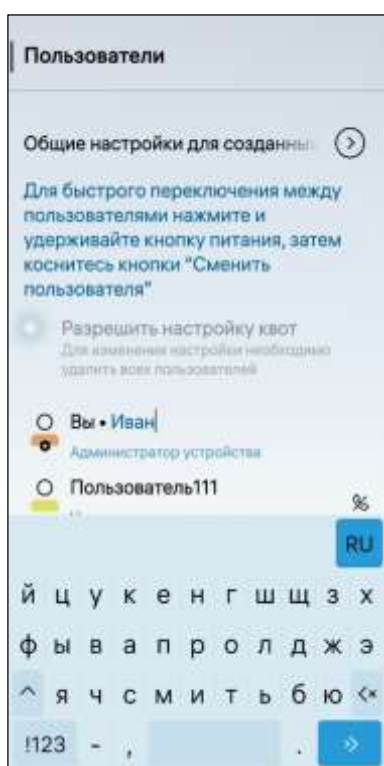 Пользователи
Общие настройки для созданны
Для быстрого переключения между
пользователями нажмите и
удерживайте кнопку питания, затем
коснитесь кнопки "Сменить
пользователя"
Разрешить настройку квот
Для изменения настройки необходимо
удалить всех пользователей
Вы • Иван
Администратор устройства
Пользователь111
RU
й ц у к е н г ш щ з х
ф ы в а п р о л д ж э
я ч с м и т ь б ю
!123 - , .